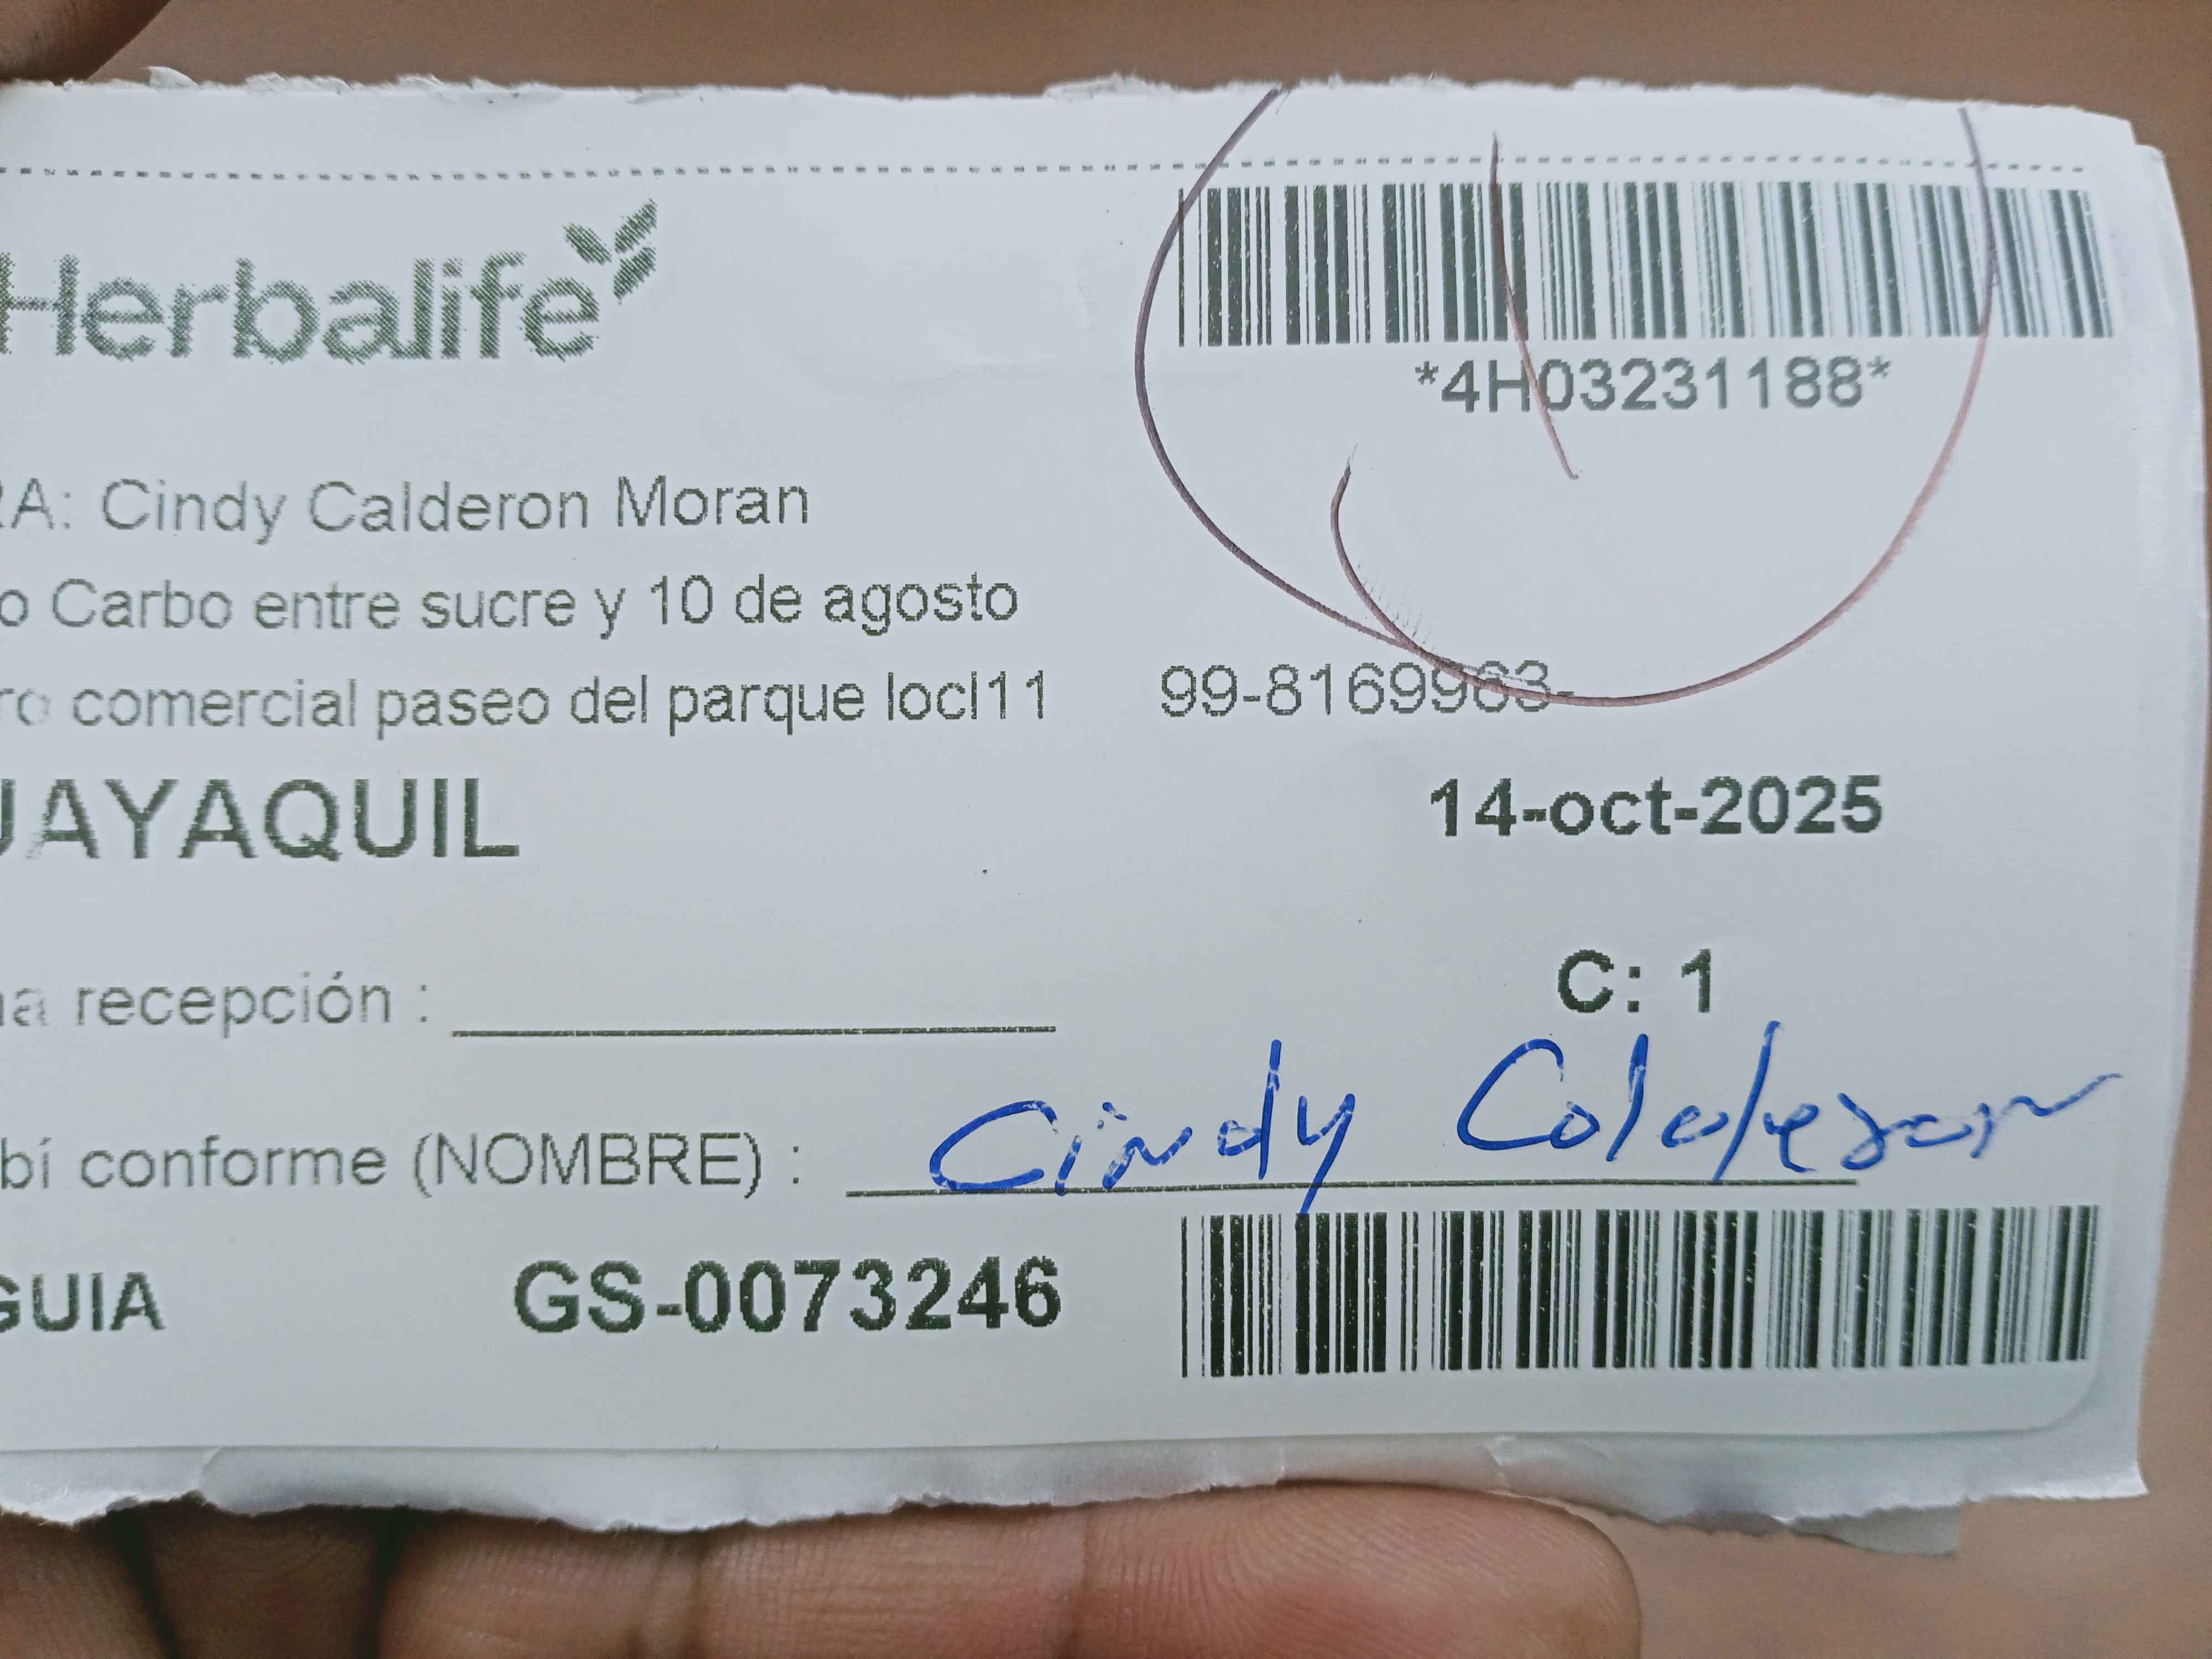 Herbalife
*4H03231188*
RA: Cindy Calderon Moran
o Carbo entre sucre y 10 de agosto
ro comercial paseo del parque locl11 99-8169963-
UAYAQUIL 14-oct-2025
C: 1
na recepción :
bí conforme (NOMBRE) : Cindy Calderon
GUIA GS-0073246